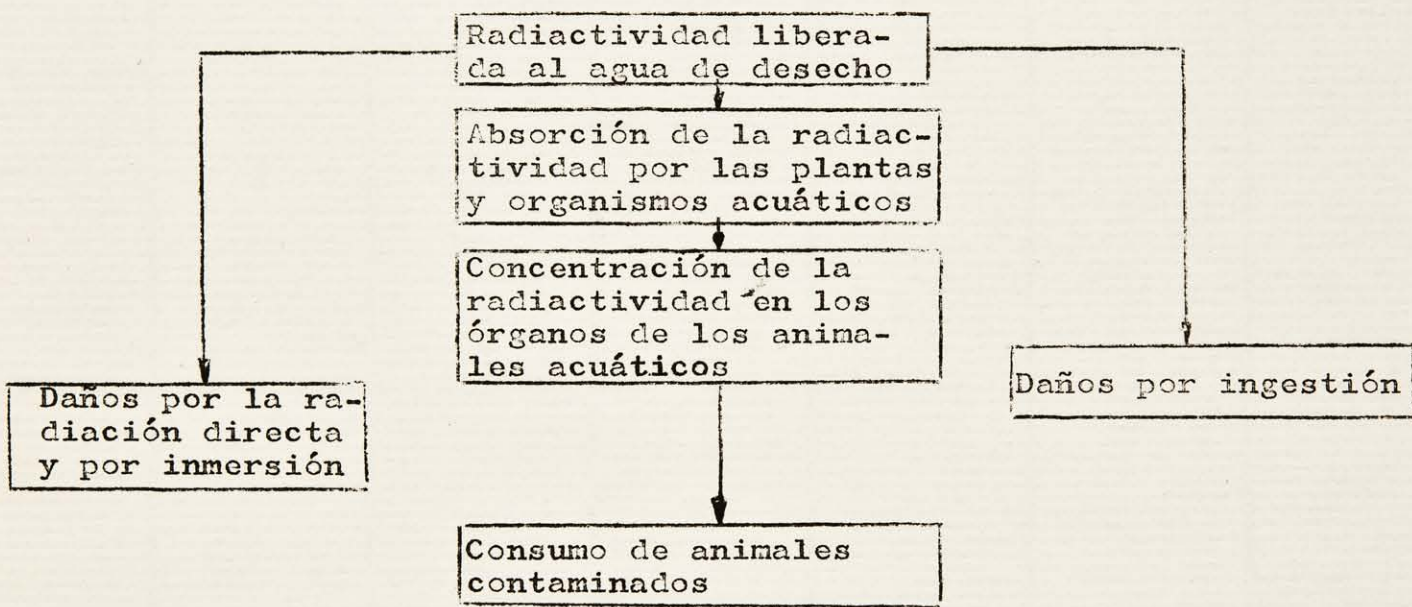 Radiactividad libera-
da al agua de desecho
Absorción de la radiac-
tividad por las plantas
y organismos acuáticos
Concentración de la
radiactividad en los
órganos de los anima-
les acuáticos
Daños por la ra-
diación directa
y por inmersión
Daños por ingestión
Consumo de animales
contaminados